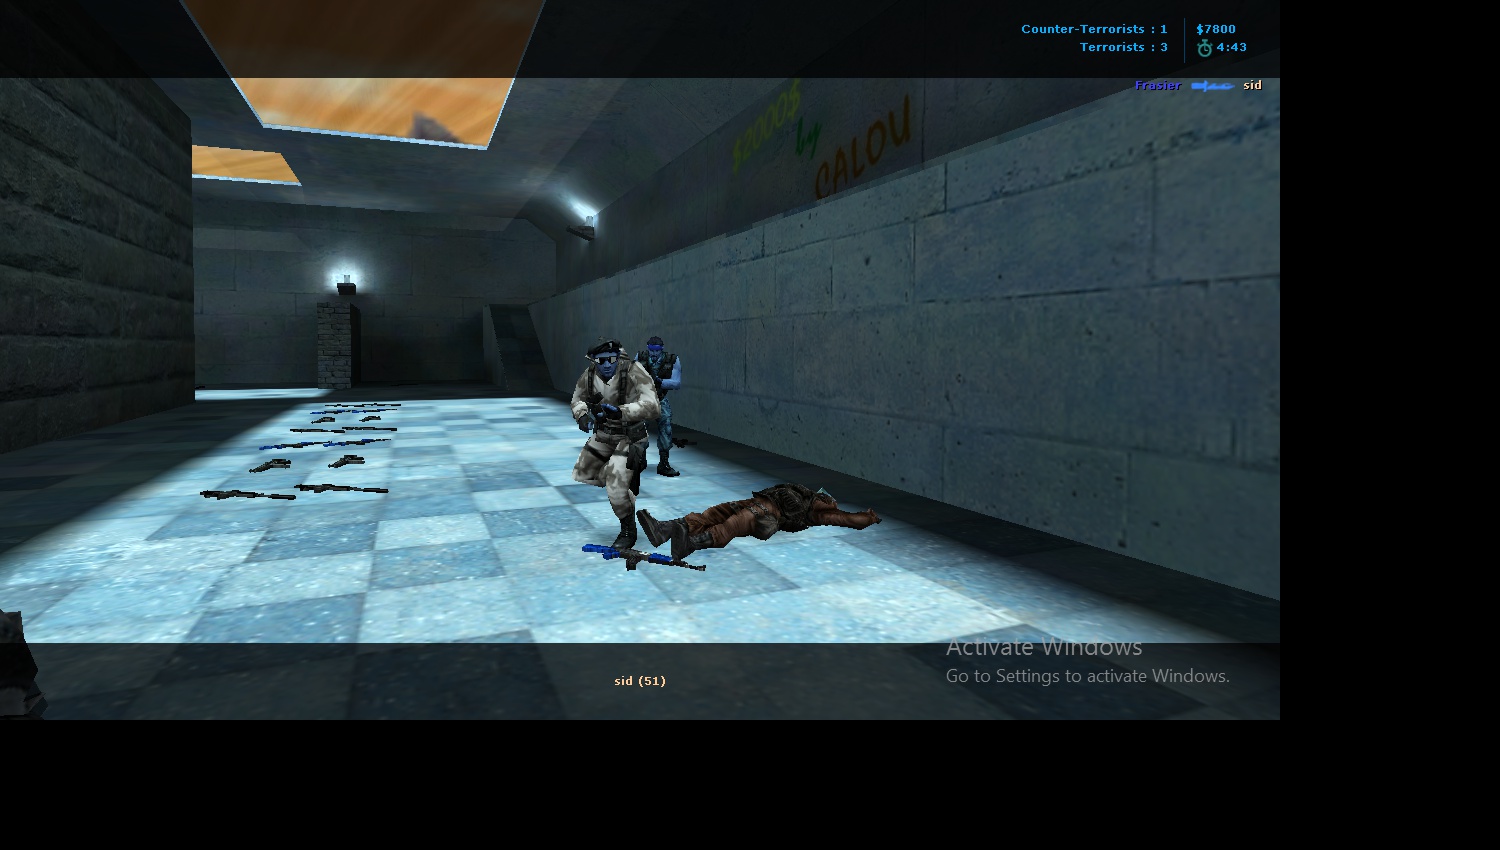 Counter-Terrorists : 1
$7800
Terrorists : 3
4:43
Frasier sid
$2000$
by
CALOU
Activate Windows
Go to Settings to activate Windows.
sid (51)